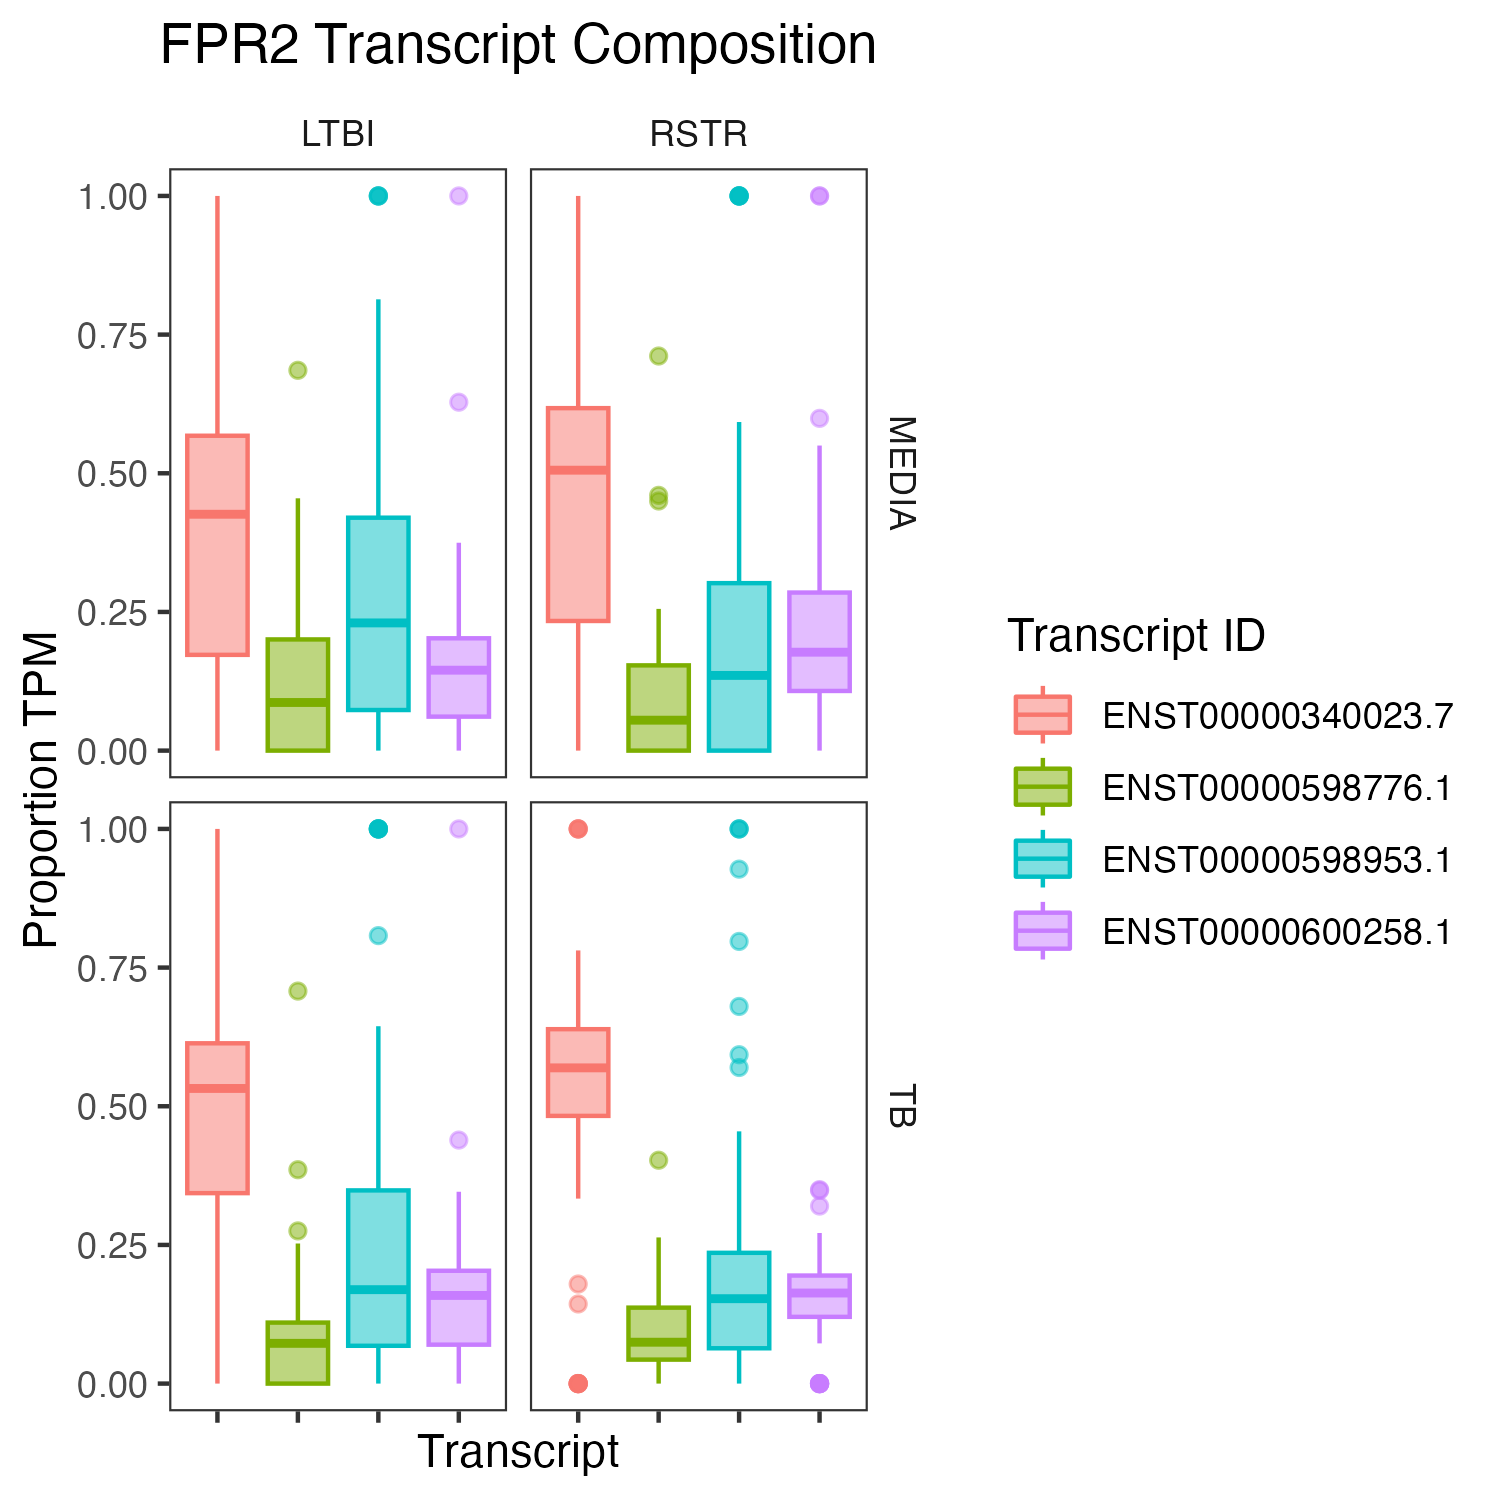 FPR2 Transcript Composition
LTBI
RSTR
1.00
0.75
0.50
0.25
0.00
MEDIA
1.00
0.75
0.50
0.25
0.00
TB
Proportion TPM
Transcript
Transcript ID
ENST00000340023.7
ENST00000598776.1
ENST00000598953.1
ENST00000600258.1